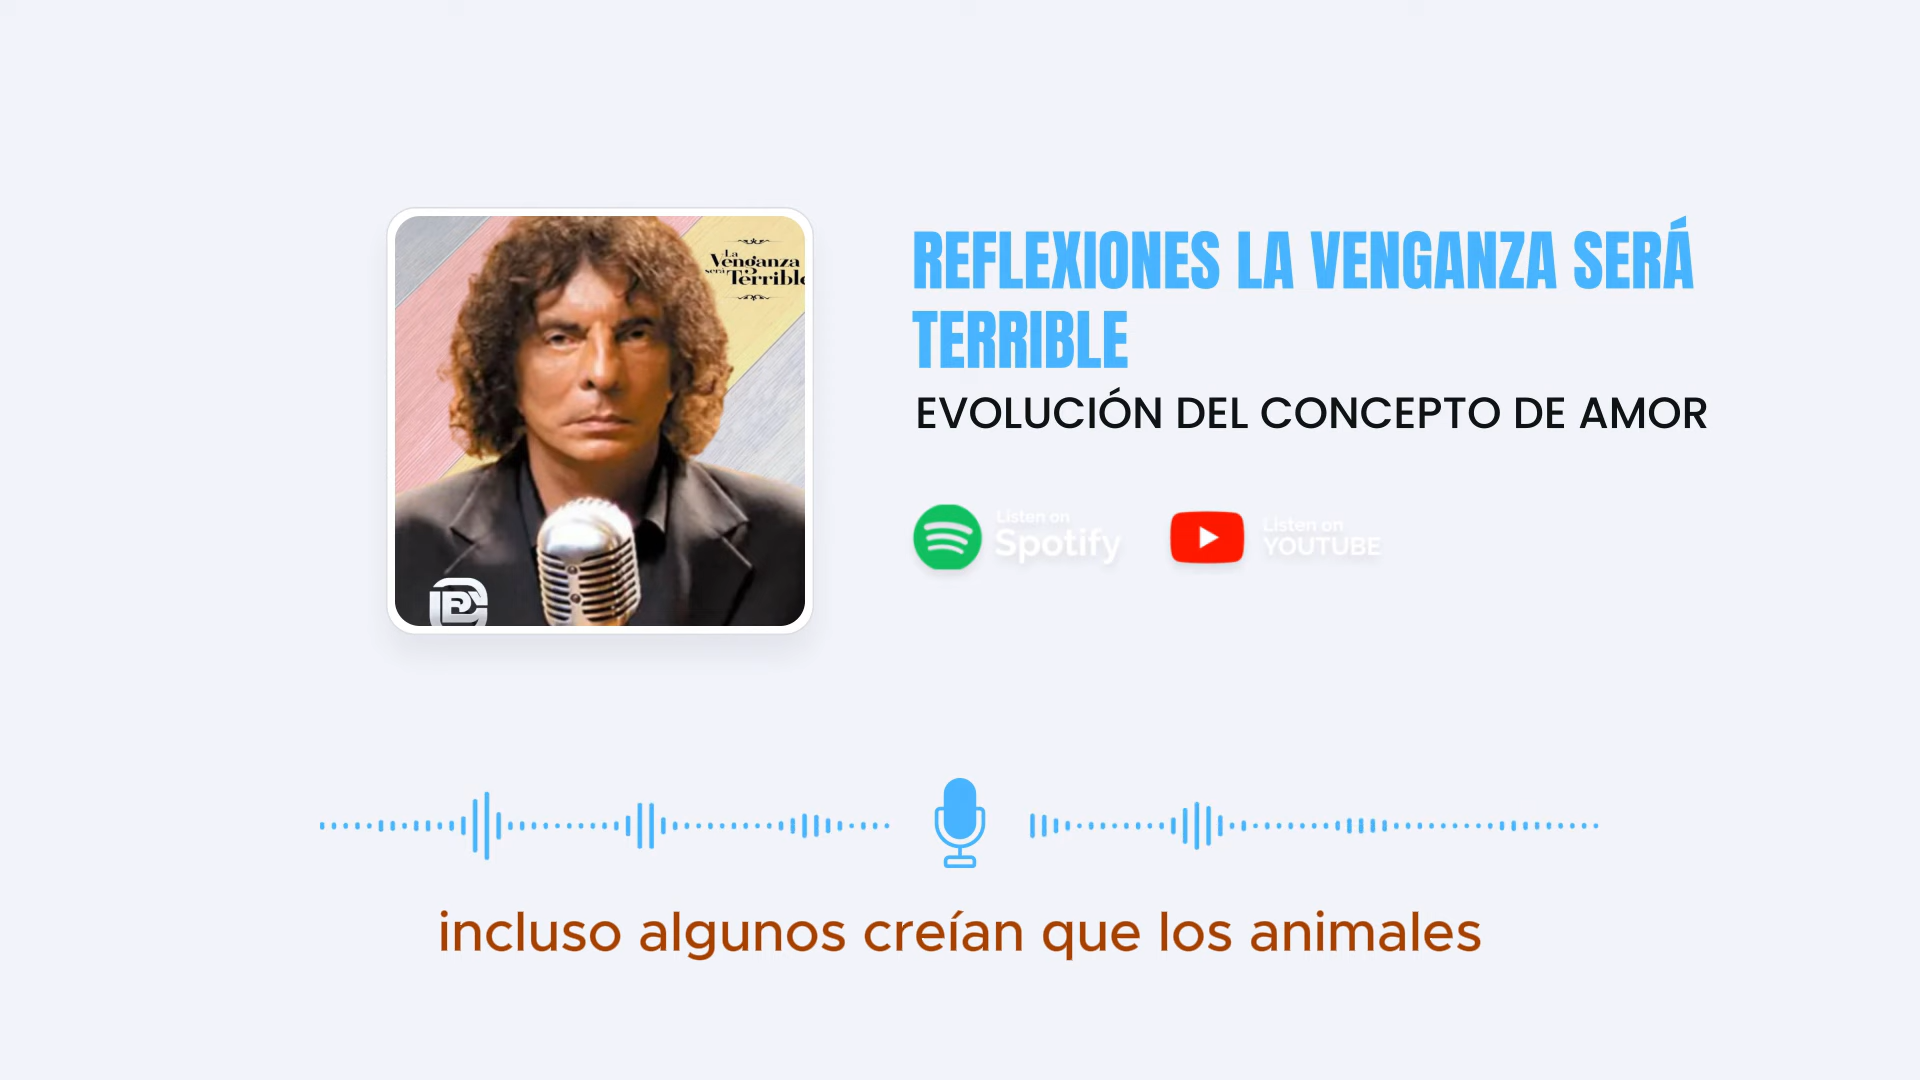 La
Venganza
será
Terrible
REFLEXIONES LA VENGANZA SERÁ
TERRIBLE
EVOLUCIÓN DEL CONCEPTO DE AMOR
Listen on
Spotify
Listen on
YOUTUBE
incluso algunos creían que los animales